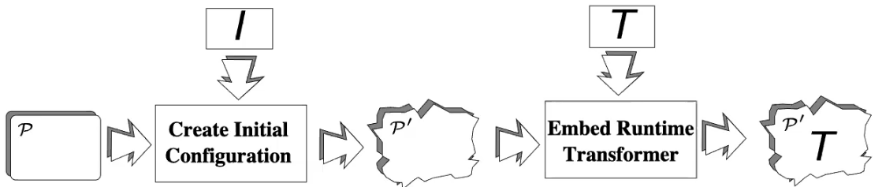 I
T
𝒫
Create Initial
Configuration
𝒫′
Embed Runtime
Transformer
𝒫′
T